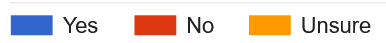 Yes No Unsure